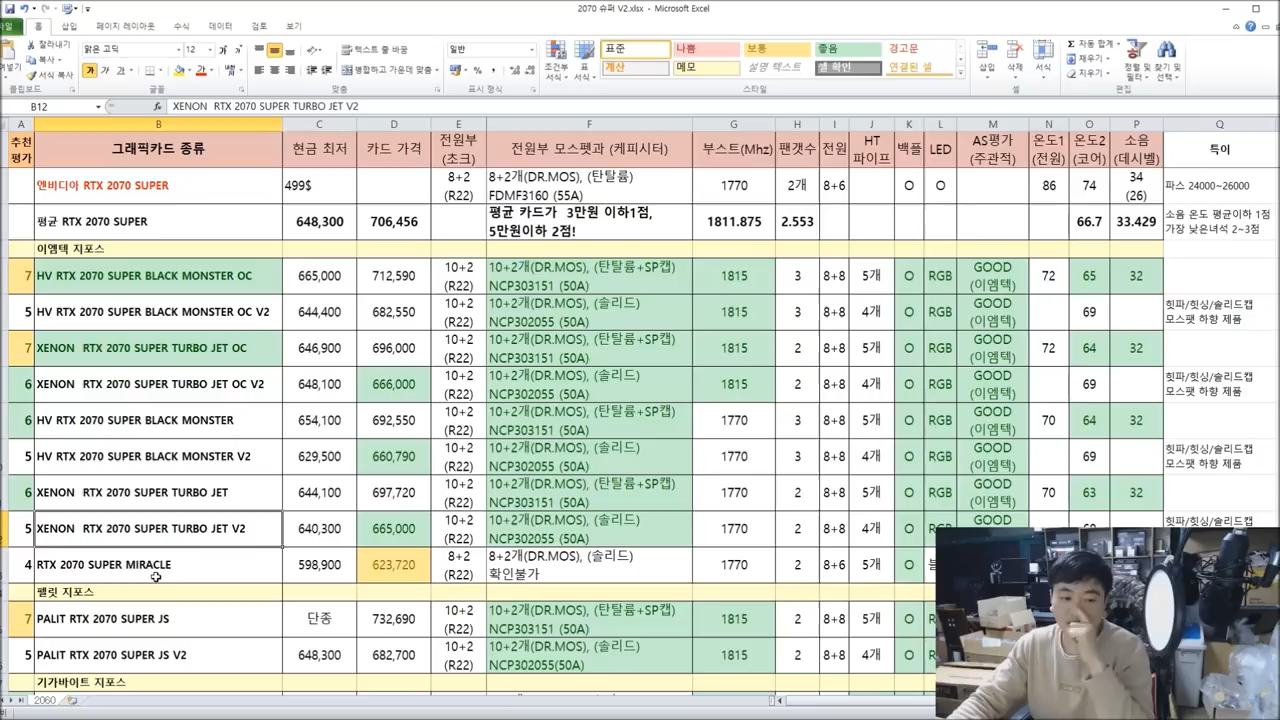 2070 슈퍼 V2.xlsx - Microsoft Excel
홈 삽입 페이지 레이아웃 수식 데이터 검토 보기
잘라내기 맑은 고딕 12 텍스트 줄 바꿈 일반 표준 나쁨 보통 좋음 경고문 자동 합계
복사 채우기
서식 복사 가 가 가 병합하고 가운데 맞춤 조건부 서식 표 서식 계산 메모 설명 텍스트 셀 확인 연결된 셀 삽입 삭제 서식 지우기 정렬 및 필터 찾기 및 선택
클립보드 글꼴 맞춤 표시 형식 스타일 셀 편집
B12 fx XENON RTX 2070 SUPER TURBO JET V2
A B C D E F G H I J K L M N O P Q
추천 평가 그래픽카드 종류 현금 최저 카드 가격 전원부 (초크) 전원부 모스펫과 (케피시터) 부스트(Mhz) 팬갯수 전원 HT 파이프 백플 LED AS평가 (주관적) 온도1 (전원) 온도2 (코어) 소음 (데시벨) 특이
엔비디아 RTX 2070 SUPER 499$ 8+2 (R22) 8+2개(DR.MOS), (탄탈륨) FDMF3160 (55A) 1770 2개 8+6 O O 86 74 34 (26) 파스 24000~26000
평균 RTX 2070 SUPER 648,300 706,456 평균 카드가 3만원 이하1점, 5만원이하 2점! 1811.875 2.553 66.7 33.429 소음 온도 평균이하 1점 가장 낮은녀석 2~3점
이엠텍 지포스
7 HV RTX 2070 SUPER BLACK MONSTER OC 665,000 712,590 10+2 (R22) 10+2개(DR.MOS), (탄탈륨+SP캡) NCP303151 (50A) 1815 3 8+8 5개 O RGB GOOD (이엠텍) 72 65 32
5 HV RTX 2070 SUPER BLACK MONSTER OC V2 644,400 682,550 10+2 (R22) 10+2개(DR.MOS), (솔리드) NCP302055 (50A) 1815 3 8+8 4개 O RGB GOOD (이엠텍) 69 힛파/힛싱/솔리드캡 모스팻 하향 제품
7 XENON RTX 2070 SUPER TURBO JET OC 646,900 696,000 10+2 (R22) 10+2개(DR.MOS), (탄탈륨+SP캡) NCP303151 (50A) 1815 2 8+8 5개 O RGB GOOD (이엠텍) 72 64 32
6 XENON RTX 2070 SUPER TURBO JET OC V2 648,100 666,000 10+2 (R22) 10+2개(DR.MOS), (솔리드) NCP302055 (50A) 1815 2 8+8 4개 O RGB GOOD (이엠텍) 69 힛파/힛싱/솔리드캡 모스팻 하향 제품
6 HV RTX 2070 SUPER BLACK MONSTER 654,100 692,550 10+2 (R22) 10+2개(DR.MOS), (탄탈륨+SP캡) NCP303151 (50A) 1770 3 8+8 5개 O RGB GOOD (이엠텍) 70 64 32
HV RTX 2070 SUPER BLACK MONSTER V2 629,500 660,790 10+2 (R22) 10+2개(DR.MOS), (솔리드) NCP302055 (50A) 1770 3 8+8 4개 O RGB GOOD (이엠텍) 69 힛파/힛싱/솔리드캡 모스팻 하향 제품
6 XENON RTX 2070 SUPER TURBO JET 644,100 697,720 10+2 (R22) 10+2개(DR.MOS), (탄탈륨+SP캡) NCP303151 (50A) 1770 2 8+8 5개 O RGB GOOD (이엠텍) 70 63 32
5 XENON RTX 2070 SUPER TURBO JET V2 640,300 665,000 10+2 (R22) 10+2개(DR.MOS), (솔리드) NCP302055 (50A) 1770 2 8+8 4개 O RGB GOOD 힛파/힛싱/솔리드캡
4 RTX 2070 SUPER MIRACLE 598,900 623,720 8+2 (R22) 8+2개(DR.MOS), (솔리드) 확인불가 1770 2 8+6 5개 O
펠릿 지포스
7 PALIT RTX 2070 SUPER JS 단종 732,690 10+2 (R22) 10+2개(DR.MOS), (탄탈륨+SP캡) NCP303151 (50A) 1815 2 8+8 5개 O
5 PALIT RTX 2070 SUPER JS V2 648,300 682,700 10+2 (R22) 10+2개(DR.MOS), (솔리드) NCP302055(50A) 1815 2 8+8 4개 O
기가바이트 지포스
2060